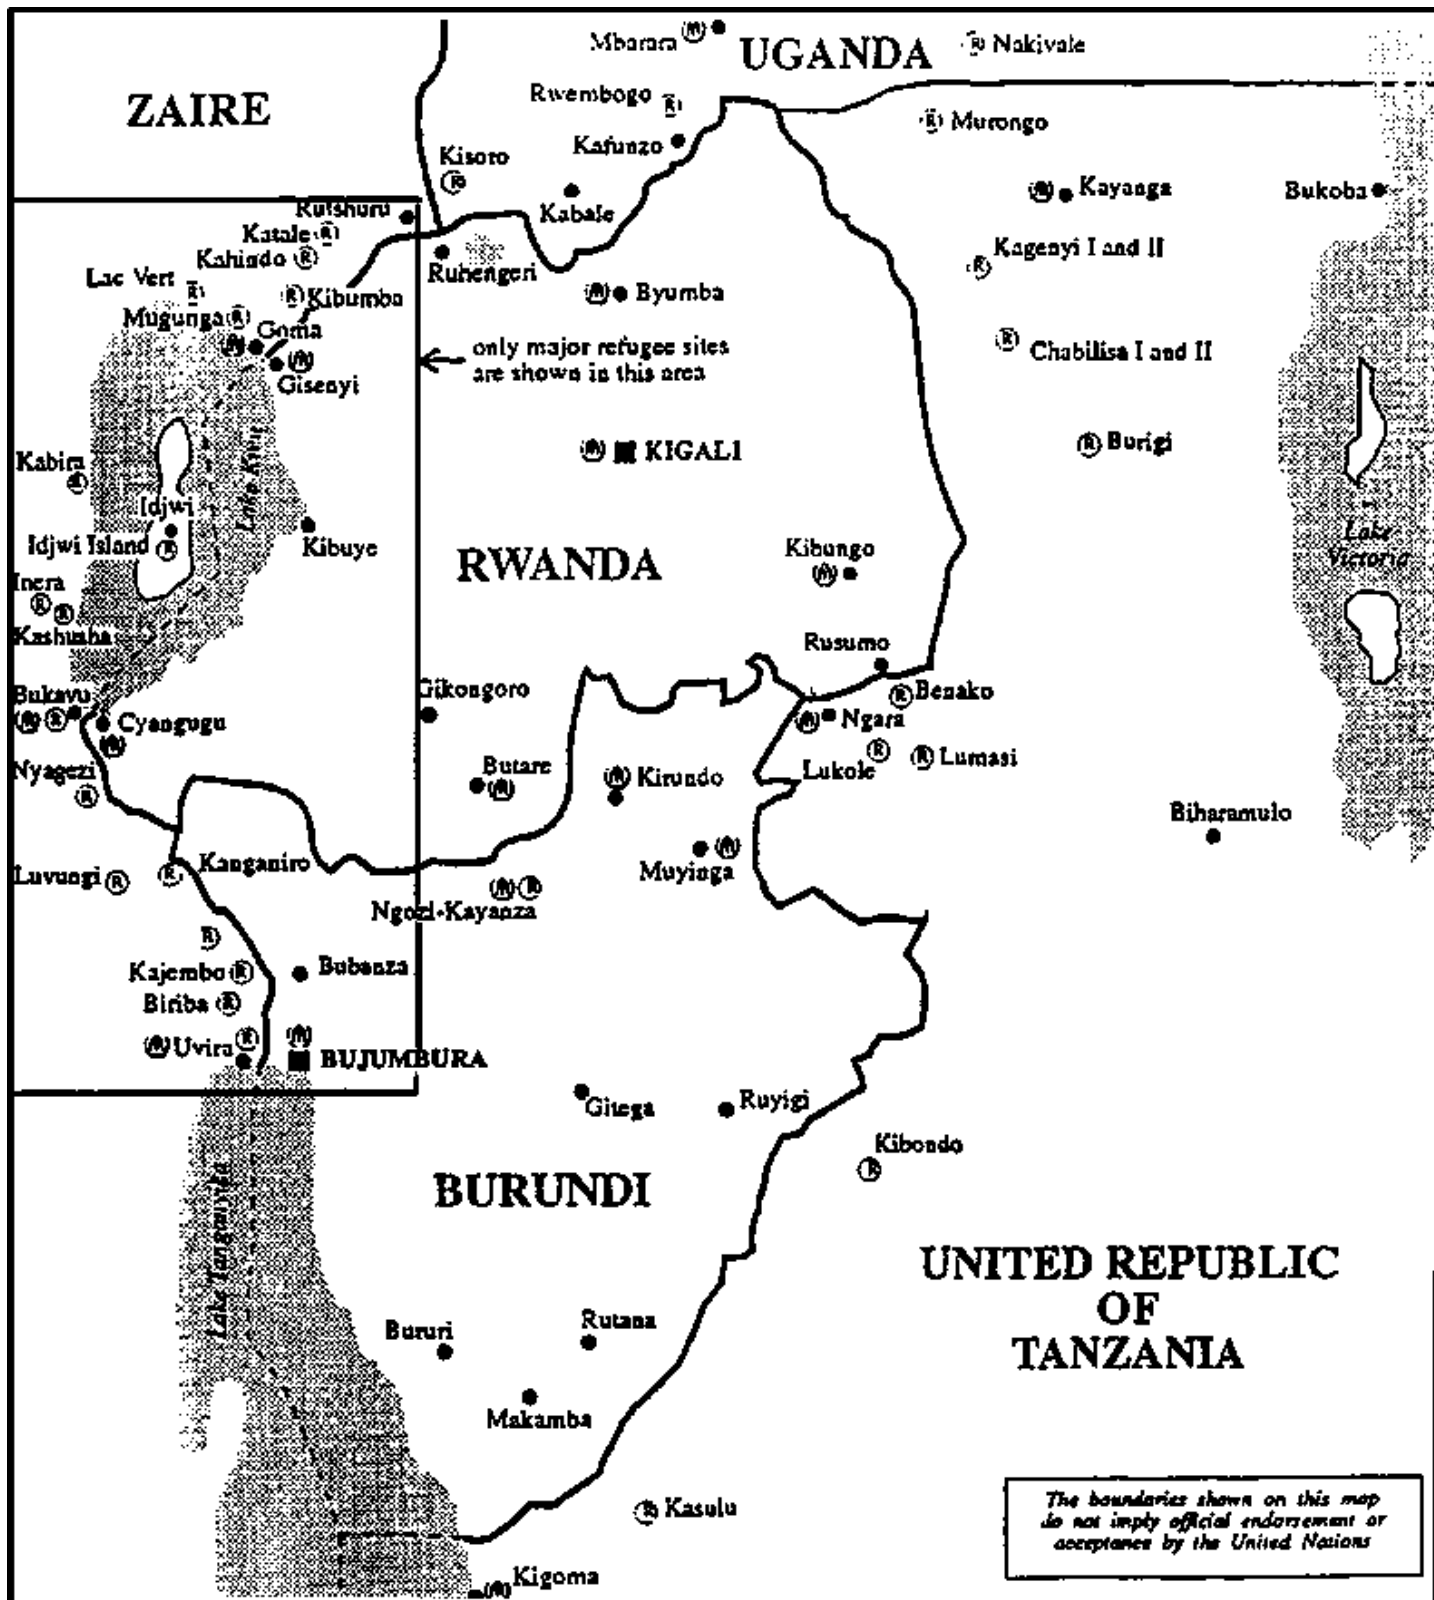 Mbarara
UGANDA
Nakivale
ZAIRE
Rwembogo
Murongo
Kafunzo
Kisoro
Kayanga
Bukoba
Kabale
Rutshuru
Katale
Kahindo
Ruhengeri
Kagenyi I and II
Lac Vert
Kibumba
Byumba
Mugunga
Goma
only major refugee sites
are shown in this area
Chabilisa I and II
Gisenyi
Kabira
Lake Kivu
KIGALI
Burigi
Idjwi
Idjwi Island
Kibuye
RWANDA
Kibungo
Lake
Victoria
Inera
Kashusha
Rusumo
Bukavu
Cyangugu
Gikongoro
Benako
Ngara
Nyagezi
Butare
Kirundo
Lukole
Lumasi
Biharamulo
Luvungi
Kanganiro
Muyinga
Ngozi-Kayanza
Kajembo
Bubanza
Biriba
Uvira
BUJUMBURA
Gitega
Ruyigi
Kibondo
Lake Tanganyika
BURUNDI
UNITED REPUBLIC
OF
TANZANIA
Bururi
Rutana
Makamba
Kasulu
The boundaries shown on this map
do not imply official endorsement or
acceptance by the United Nations
Kigoma